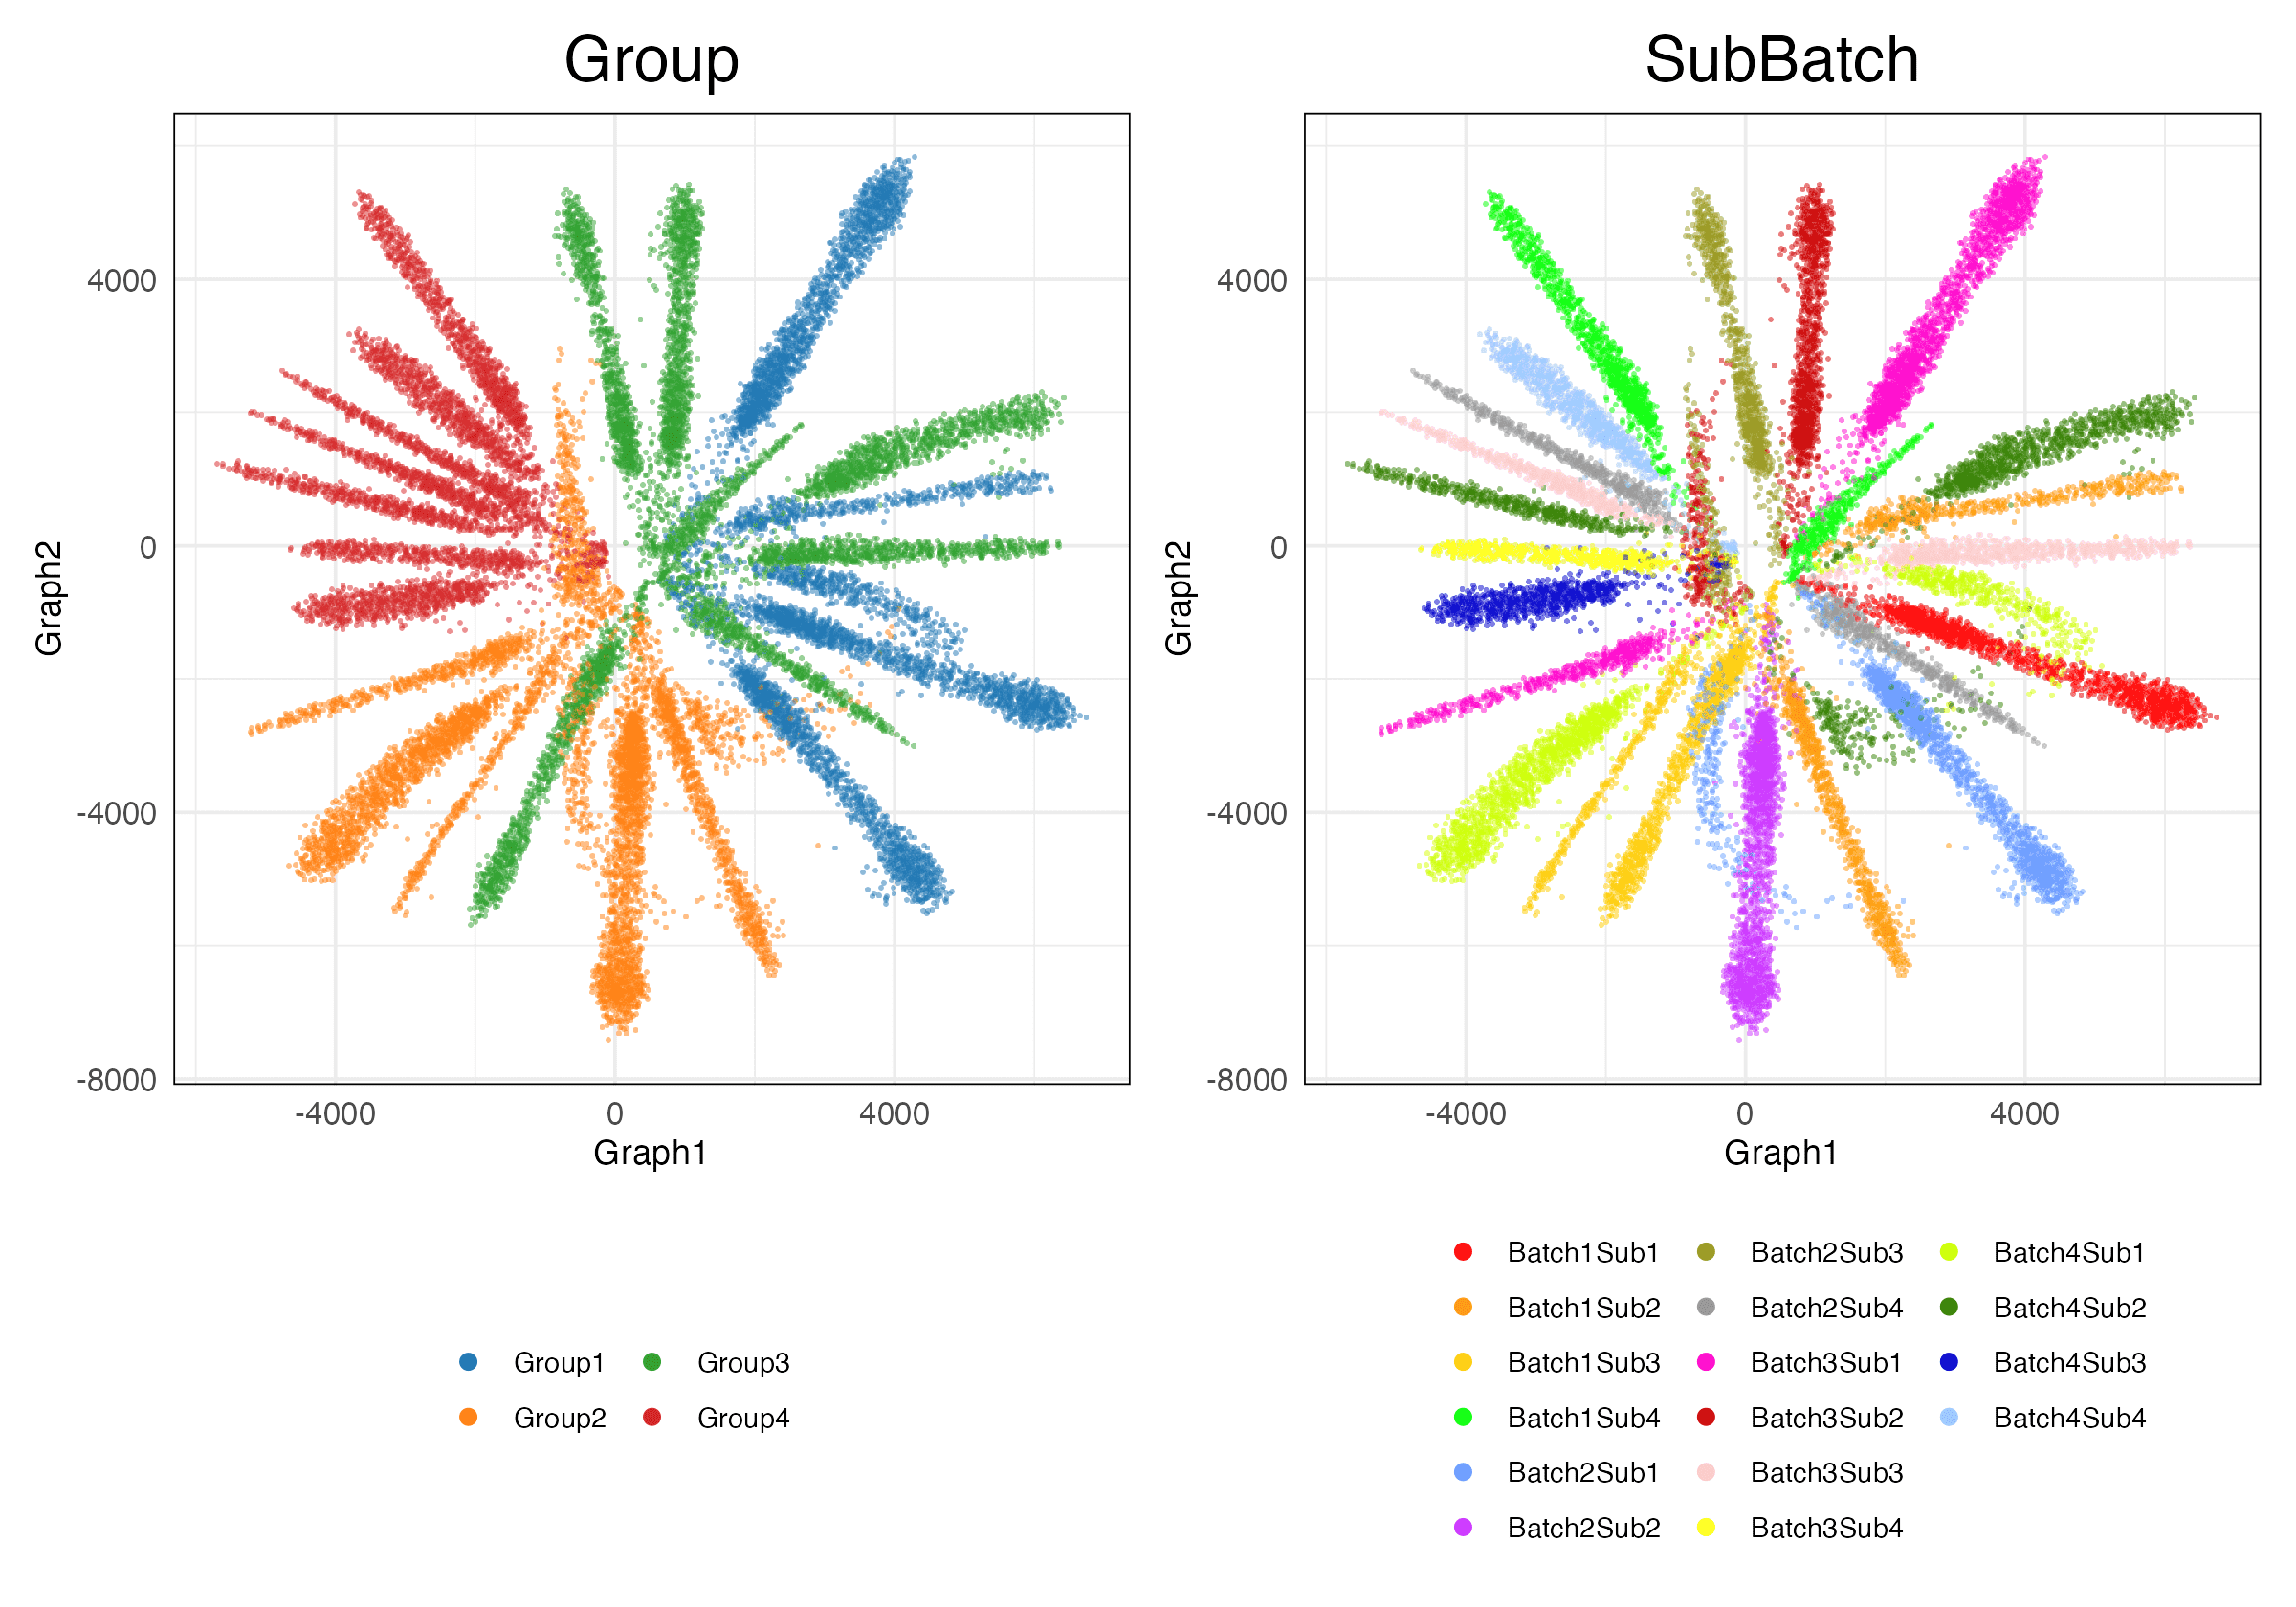 Group
SubBatch
4000
0
-4000
-8000
Graph2
-4000
0
4000
Graph1
4000
0
-4000
-8000
Graph2
-4000
0
4000
Graph1
Group1
Group3
Group2
Group4
Batch1Sub1
Batch2Sub3
Batch4Sub1
Batch1Sub2
Batch2Sub4
Batch4Sub2
Batch1Sub3
Batch3Sub1
Batch4Sub3
Batch1Sub4
Batch3Sub2
Batch4Sub4
Batch2Sub1
Batch3Sub3
Batch2Sub2
Batch3Sub4